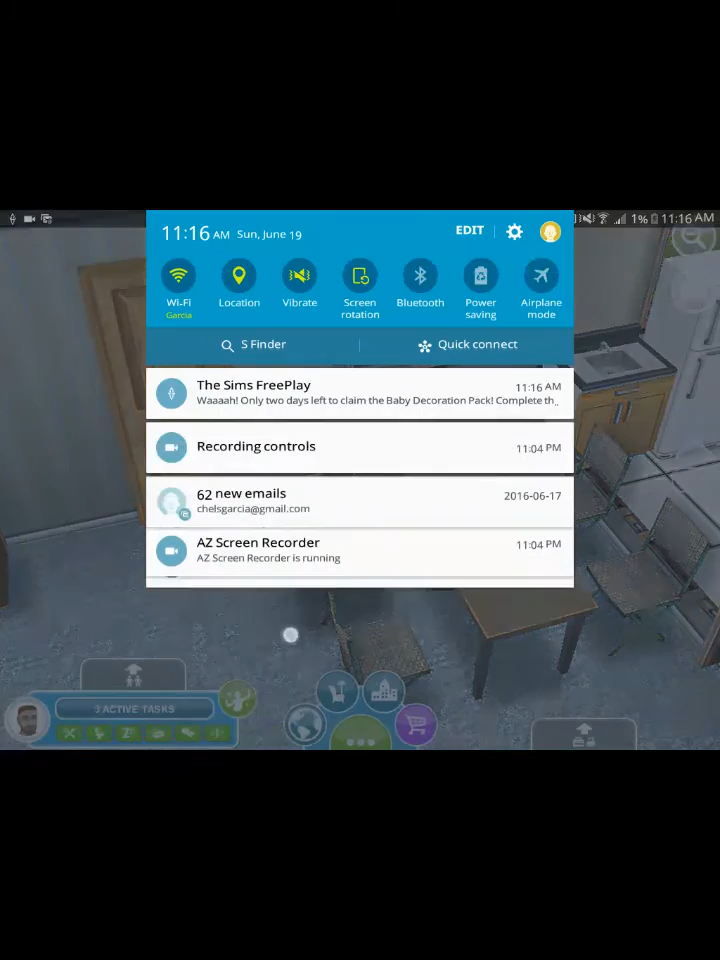 1% 11:16 AM
11:16 AM Sun, June 19 EDIT
Wi-Fi Location Vibrate Screen rotation Bluetooth Power saving Airplane mode
Garcia
S Finder Quick connect
The Sims FreePlay 11:16 AM
Waaaah! Only two days left to claim the Baby Decoration Pack! Complete th..
Recording controls 11:04 PM
62 new emails 2016-06-17
chelsgarcia@gmail.com
AZ Screen Recorder 11:04 PM
AZ Screen Recorder is running
3 ACTIVE TASKS